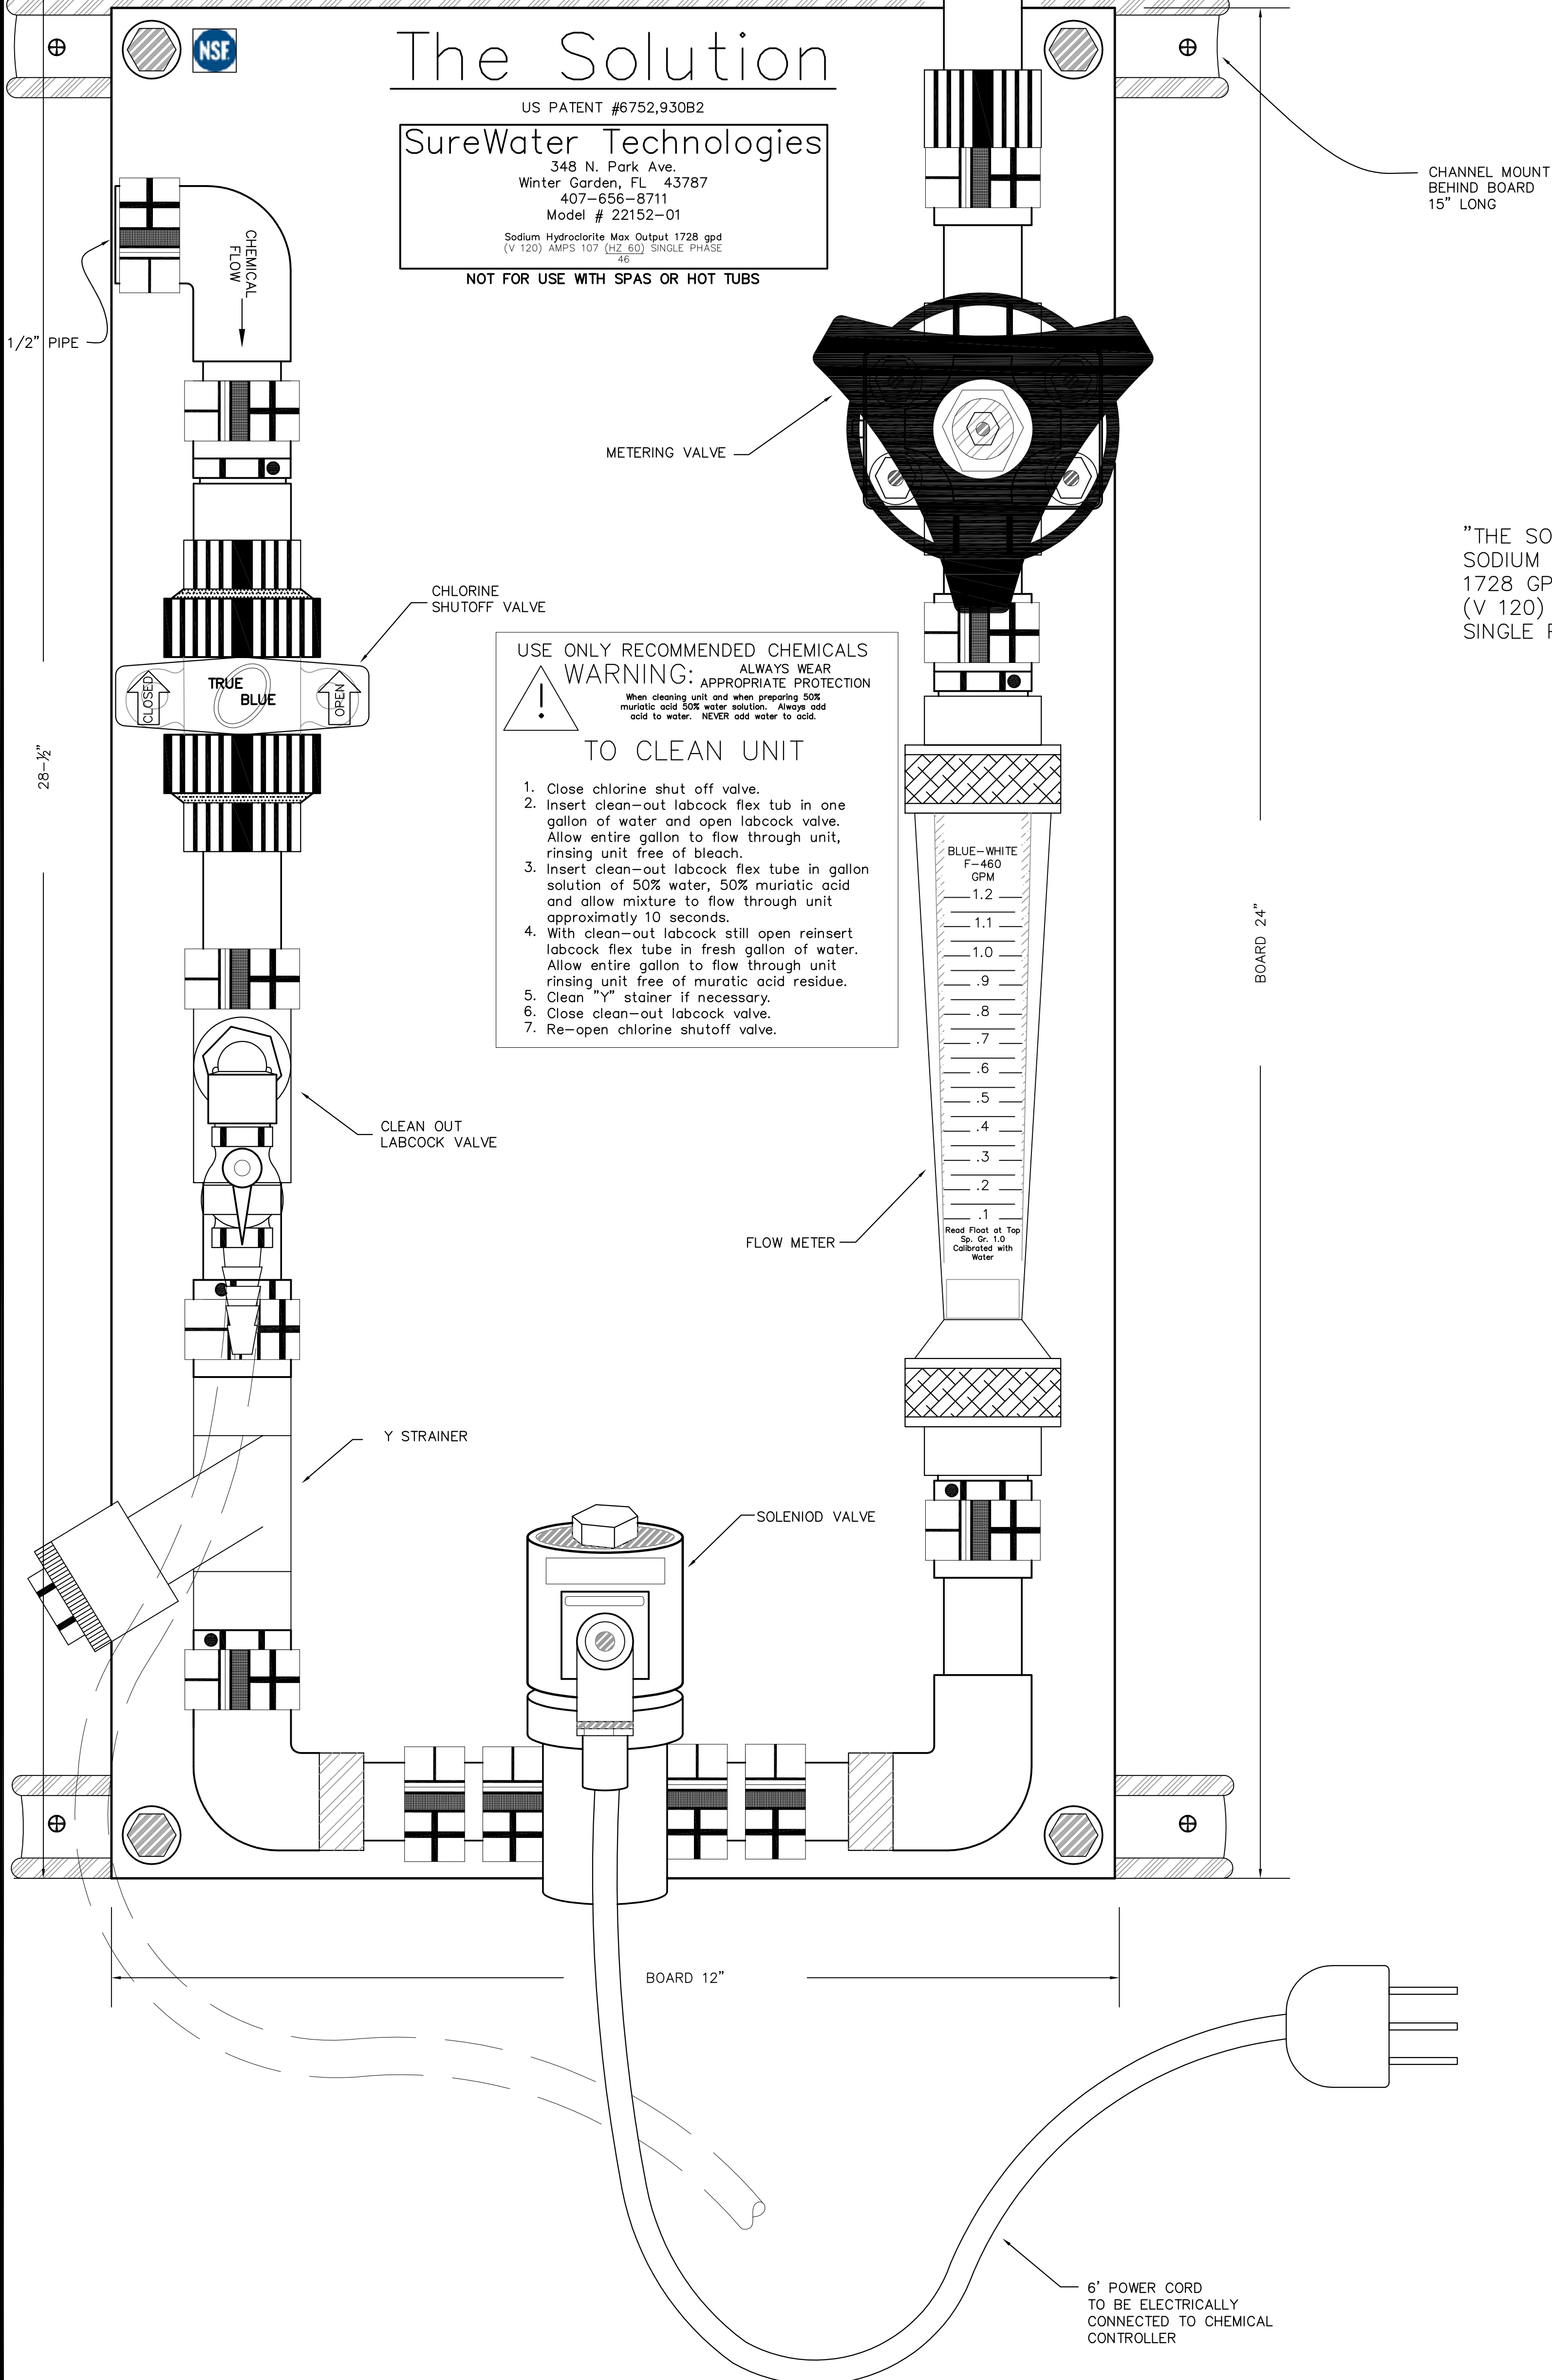 NSF
The Solution
US PATENT #6752,930B2
SureWater Technologies
348 N. Park Ave.
Winter Garden, FL 43787
407-656-8711
Model # 22152-01
Sodium Hydroclorite Max Output 1728 gpd
(V 120) AMPS 107 (HZ 60) SINGLE PHASE
46
NOT FOR USE WITH SPAS OR HOT TUBS
CHANNEL MOUNT
BEHIND BOARD
15" LONG
CHEMICAL
FLOW
1/2" PIPE
METERING VALVE
"THE SO
SODIUM
1728 GP
(V 120)
SINGLE
CHLORINE
SHUTOFF VALVE
CLOSED
TRUE
BLUE
OPEN
28-½"
USE ONLY RECOMMENDED CHEMICALS
WARNING: ALWAYS WEAR
APPROPRIATE PROTECTION
When cleaning unit and when preparing 50%
muriatic acid 50% water solution. Always add
acid to water. NEVER add water to acid.
TO CLEAN UNIT
1. Close chlorine shut off valve.
2. Insert clean-out labcock flex tub in one
gallon of water and open labcock valve.
Allow entire gallon to flow through unit,
rinsing unit free of bleach.
3. Insert clean-out labcock flex tube in gallon
solution of 50% water, 50% muriatic acid
and allow mixture to flow through unit
approximatly 10 seconds.
4. With clean-out labcock still open reinsert
labcock flex tube in fresh gallon of water.
Allow entire gallon to flow through unit
rinsing unit free of muratic acid residue.
5. Clean "Y" stainer if necessary.
6. Close clean-out labcock valve.
7. Re-open chlorine shutoff valve.
BLUE-WHITE
F-460
GPM
1.2
1.1
1.0
.9
.8
.7
.6
.5
.4
.3
.2
.1
Read Float at Top
Sp. Gr. 1.0
Calibrated with
Water
BOARD 24"
CLEAN OUT
LABCOCK VALVE
FLOW METER
Y STRAINER
SOLENIOD VALVE
BOARD 12"
6' POWER CORD
TO BE ELECTRICALLY
CONNECTED TO CHEMICAL
CONTROLLER